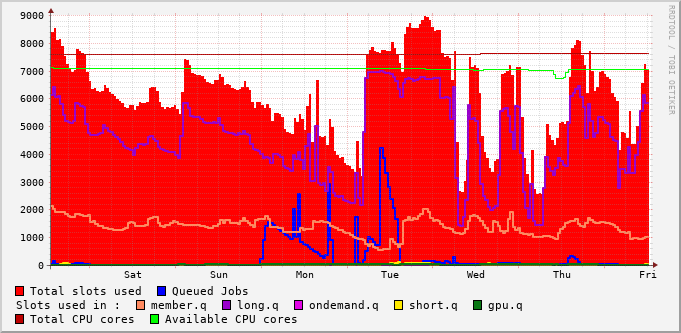 9000
8000
7000
6000
5000
4000
3000
2000
1000
0
Sat Sun Mon Tue Wed Thu Fri
RRDTOOL / TOBI OETIKER
Total slots used Queued Jobs
Slots used in : member.q long.q ondemand.q short.q gpu.q
Total CPU cores Available CPU cores